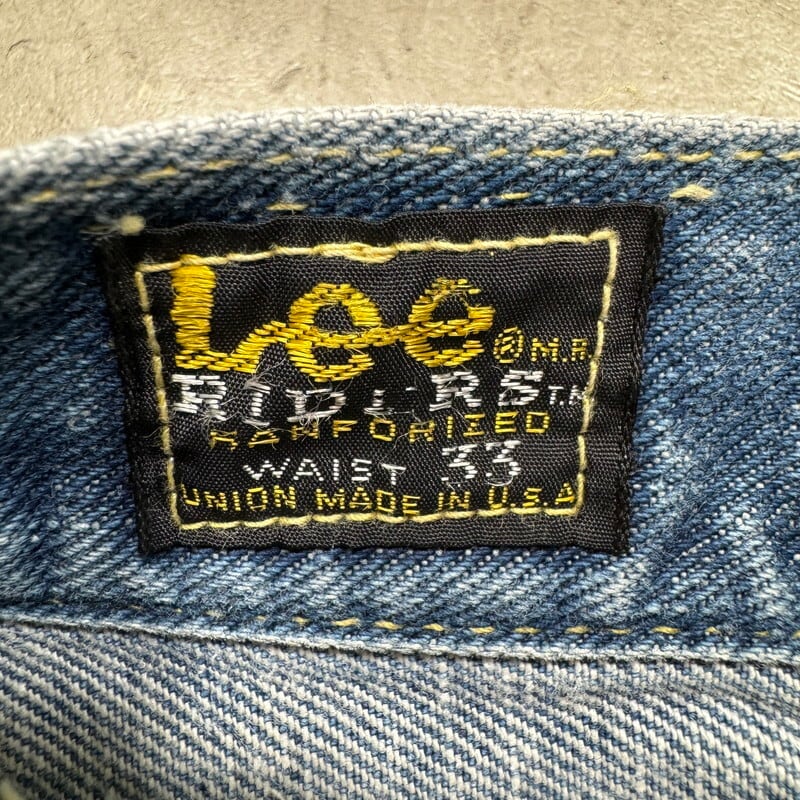 Lee ® M.R.
RIDERS T.M.
SANFORIZED
WAIST 33
UNION MADE IN U.S.A.